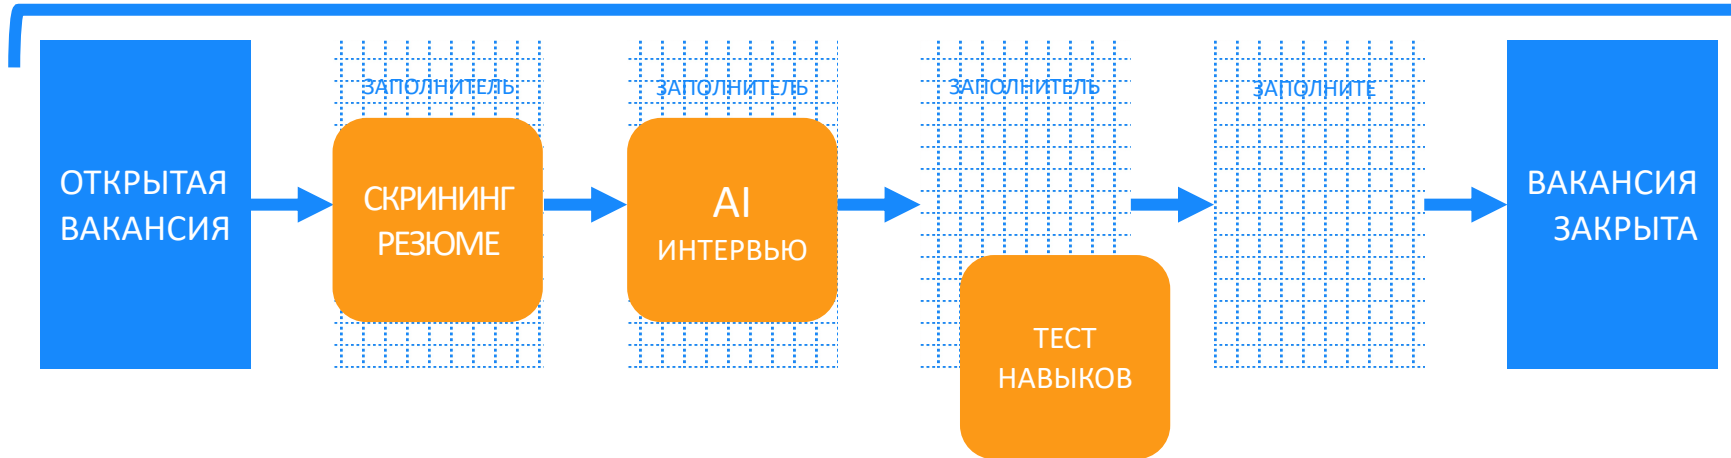 ЗАПОЛНИТЕЛЬ
ЗАПОЛНИТЕЛЬ
ЗАПОЛНИТЕЛЬ
ЗАПОЛНИТЕ
ОТКРЫТАЯ
ВАКАНСИЯ
СКРИНИНГ
РЕЗЮМЕ
AI
ИНТЕРВЬЮ
ТЕСТ
НАВЫКОВ
ВАКАНСИЯ
ЗАКРЫТА